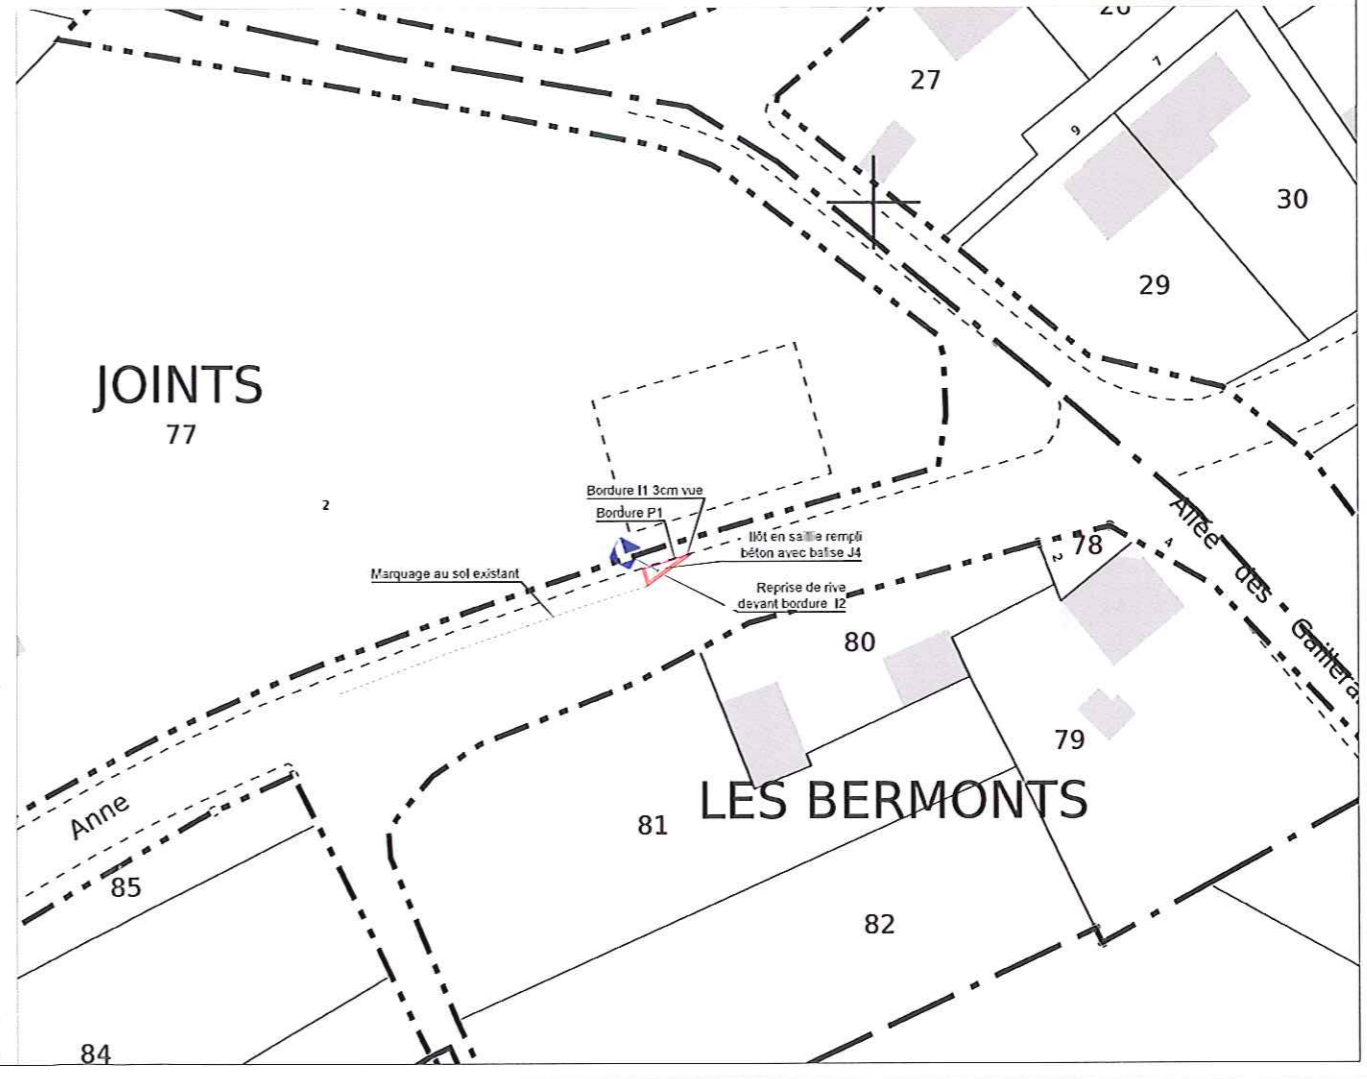 26
27
7
9
30
29
JOINTS
77
2
Bordure I1 3cm vue
Bordure P1
Ilôt en saillie rempli
béton avec balise J4
Marquage au sol existant
Reprise de rive
devant bordure I2
Allée
des
78
2
4
80
79
LES BERMONTS
81
Anne
85
82
84